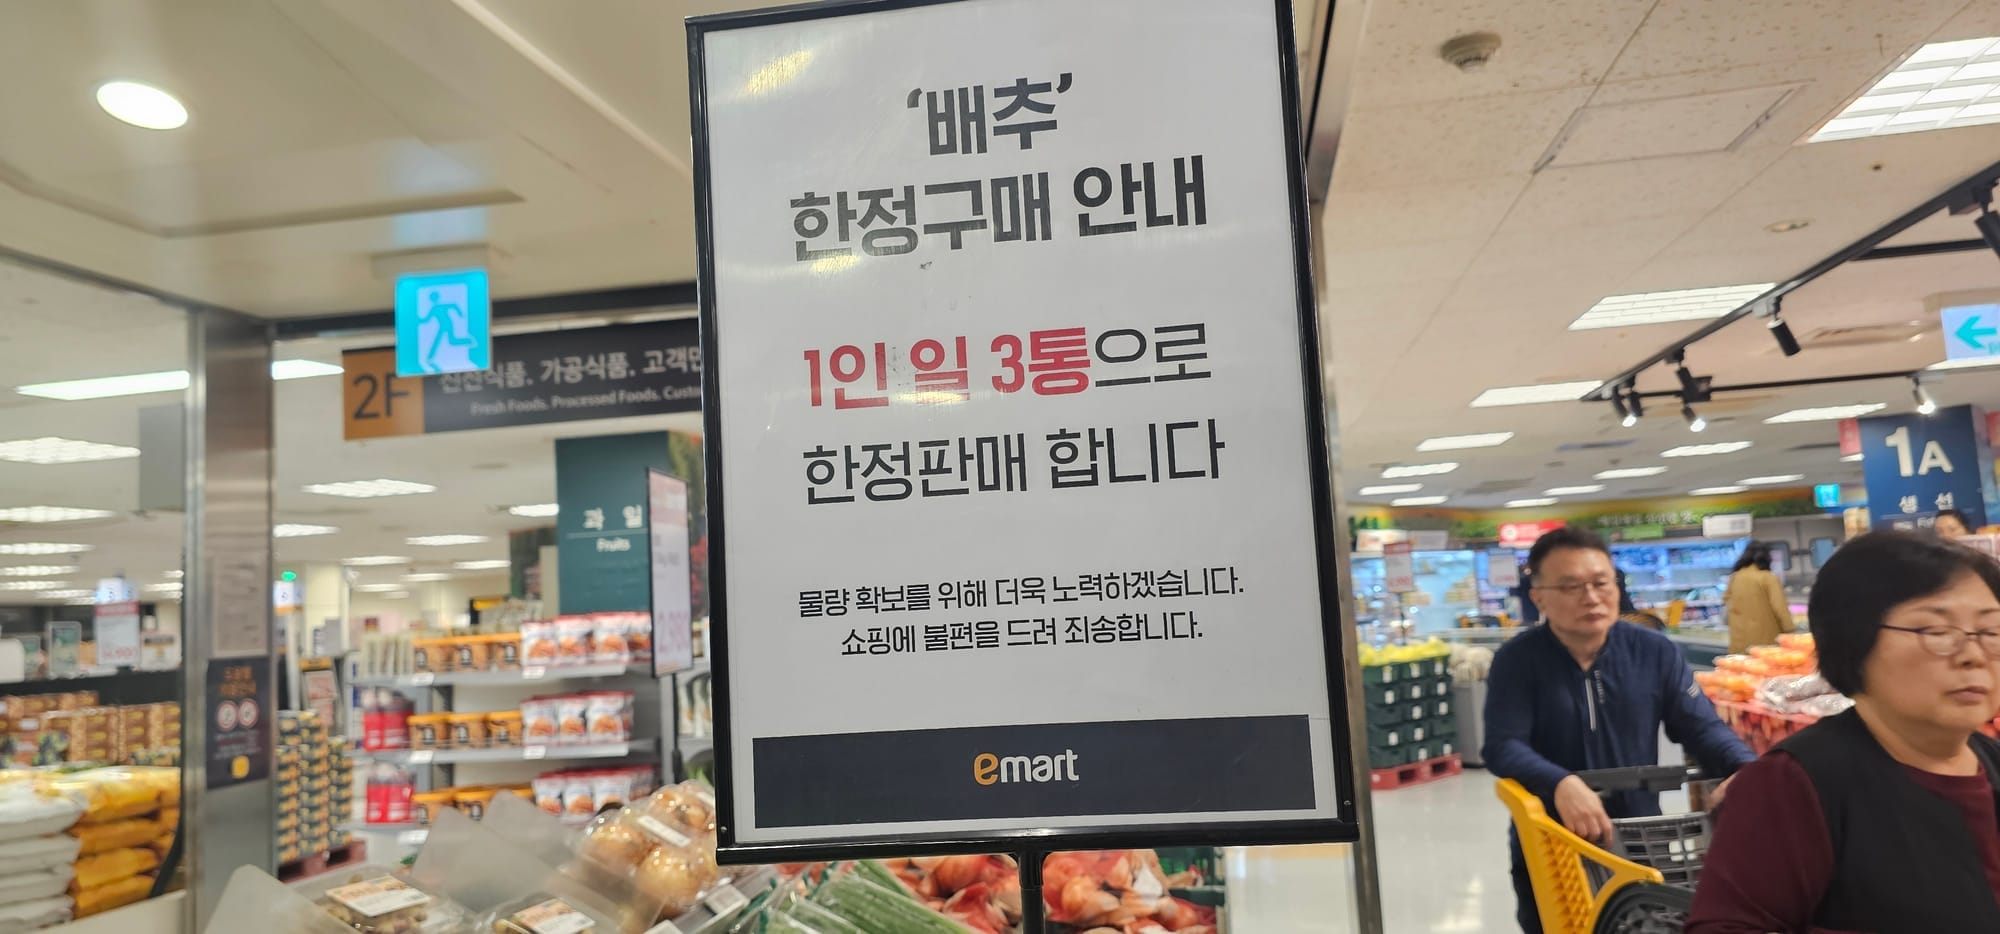 ‘배추’
한정구매 안내
1인 일 3통으로
한정판매 합니다
물량 확보를 위해 더욱 노력하겠습니다.
쇼핑에 불편을 드려 죄송합니다.
emart
2F
신선식품. 가공식품. 고객만
Fresh Foods. Processed Foods. Custo
과일
Fruits
1A
생선